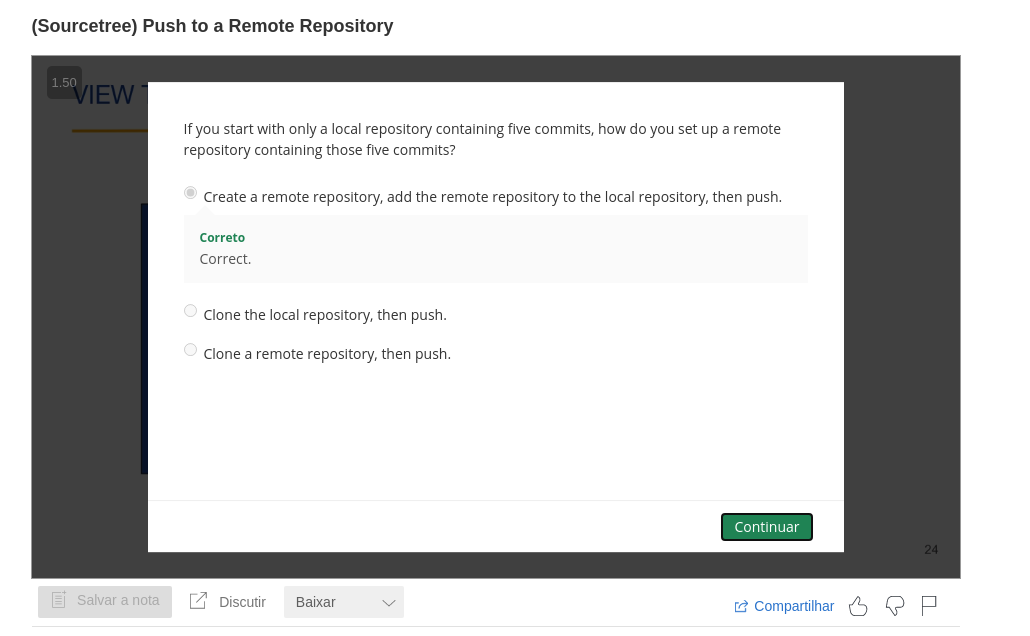 (Sourcetree) Push to a Remote Repository
1.50
VIEW
If you start with only a local repository containing five commits, how do you set up a remote
repository containing those five commits?
Create a remote repository, add the remote repository to the local repository, then push.
Correto
Correct.
Clone the local repository, then push.
Clone a remote repository, then push.
Continuar
24
Salvar a nota
Discutir
Baixar
Compartilhar